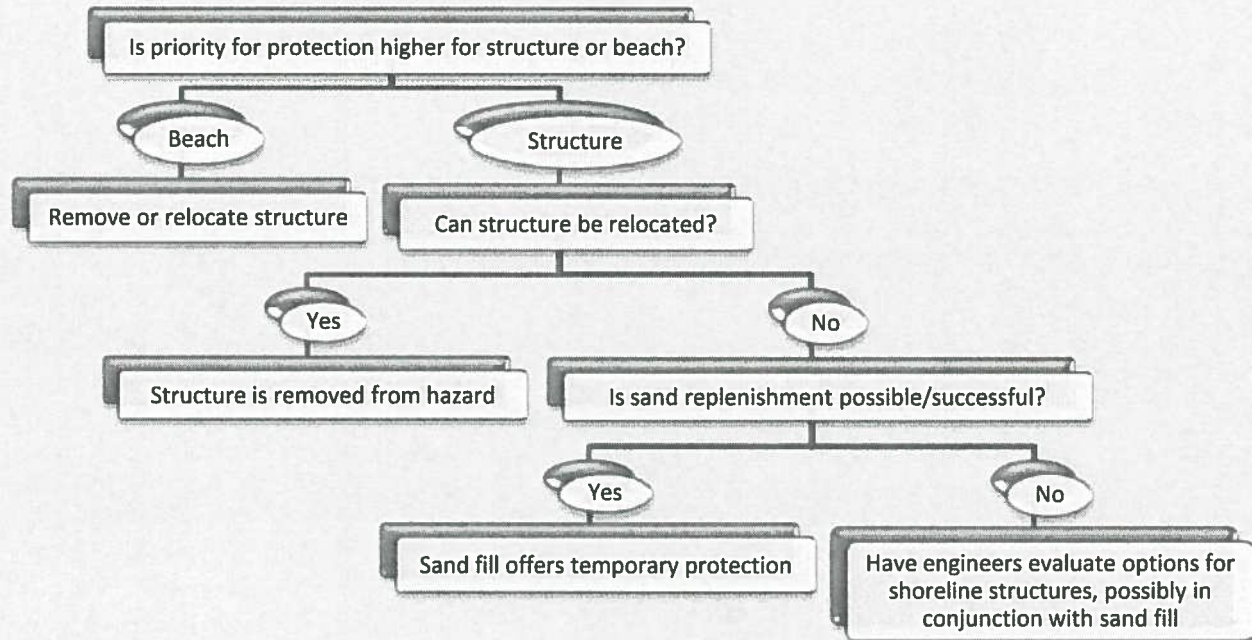 Is priority for protection higher for structure or beach?
Beach
Structure
Remove or relocate structure
Can structure be relocated?
Yes
No
Structure is removed from hazard
Is sand replenishment possible/successful?
Yes
No
Sand fill offers temporary protection
Have engineers evaluate options for
shoreline structures, possibly in
conjunction with sand fill